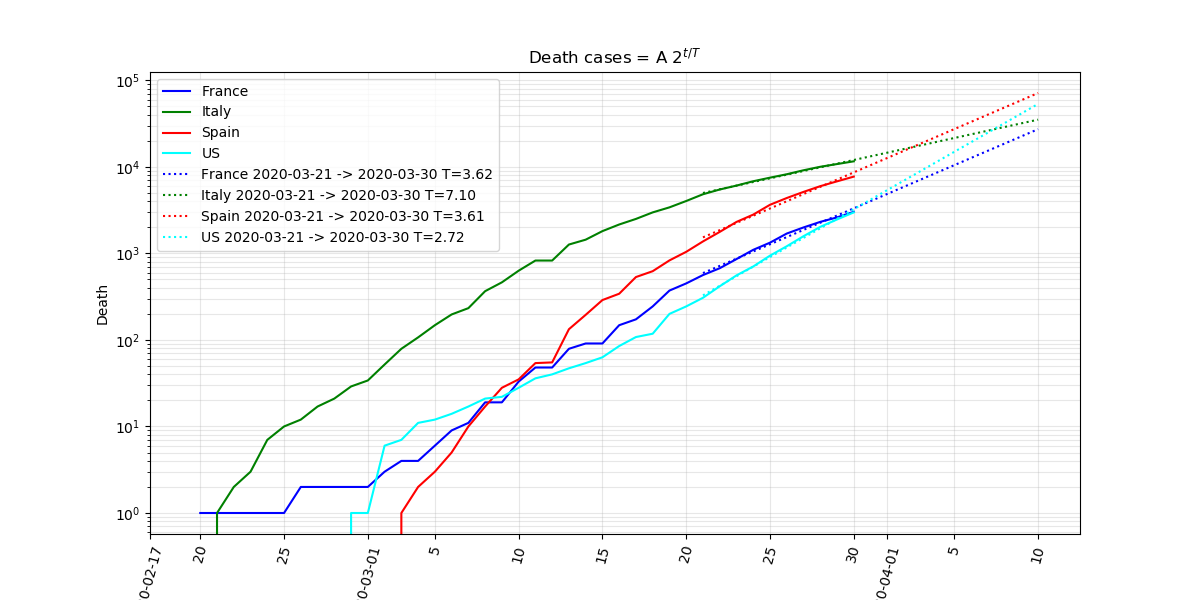 Death cases = A 2^{t/T}
10^5
10^4
10^3
10^2
10^1
10^0
Death
France
Italy
Spain
US
France 2020-03-21 -> 2020-03-30 T=3.62
Italy 2020-03-21 -> 2020-03-30 T=7.10
Spain 2020-03-21 -> 2020-03-30 T=3.61
US 2020-03-21 -> 2020-03-30 T=2.72
0-02-17
20
25
0-03-01
5
10
15
20
25
30
0-04-01
5
10